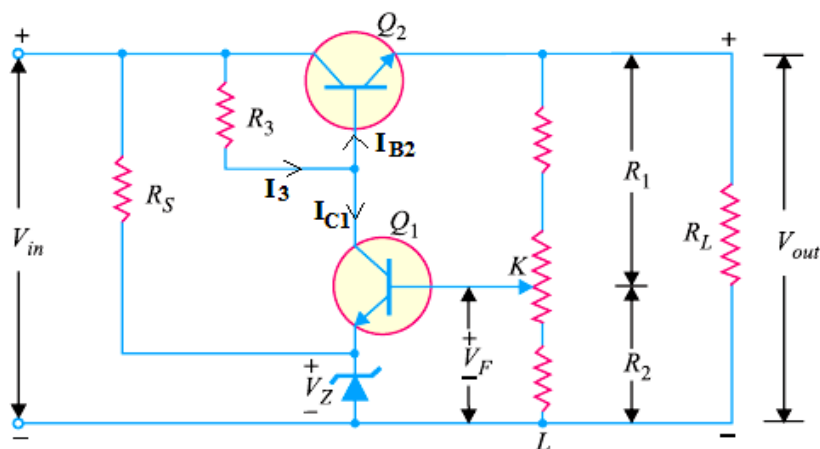 Q2
+
+
R3
IB2
I3
RS
IC1
Q1
R1
Vin
K
RL
Vout
+
VF
−
R2
+
VZ
−
−
L
−